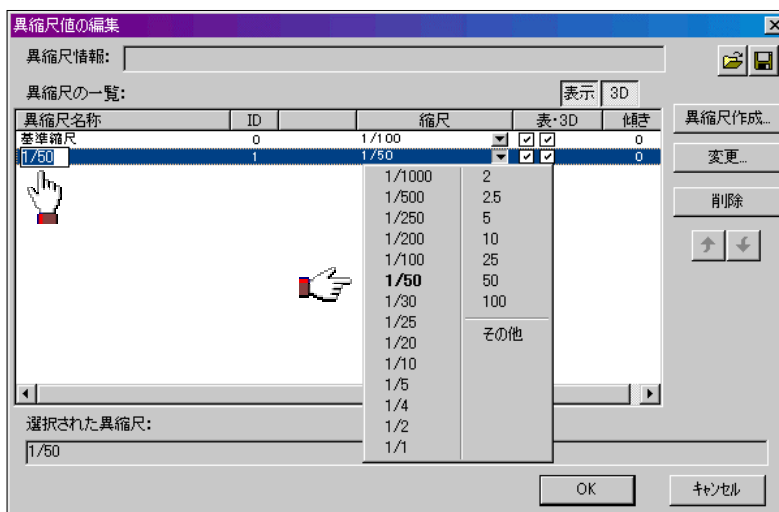 異縮尺値の編集
異縮尺情報:
異縮尺の一覧:
表示 3D
異縮尺名称 ID 縮尺 表・3D 傾き
基準縮尺 0 1/100 0
1/50 1 1/50 0
異縮尺作成...
変更...
削除
1/1000 2
1/500 2.5
1/250 5
1/200 10
1/100 25
1/50 50
1/30 100
1/25
その他
1/20
1/10
1/5
1/4
1/2
1/1
選択された異縮尺:
1/50
OK キャンセル